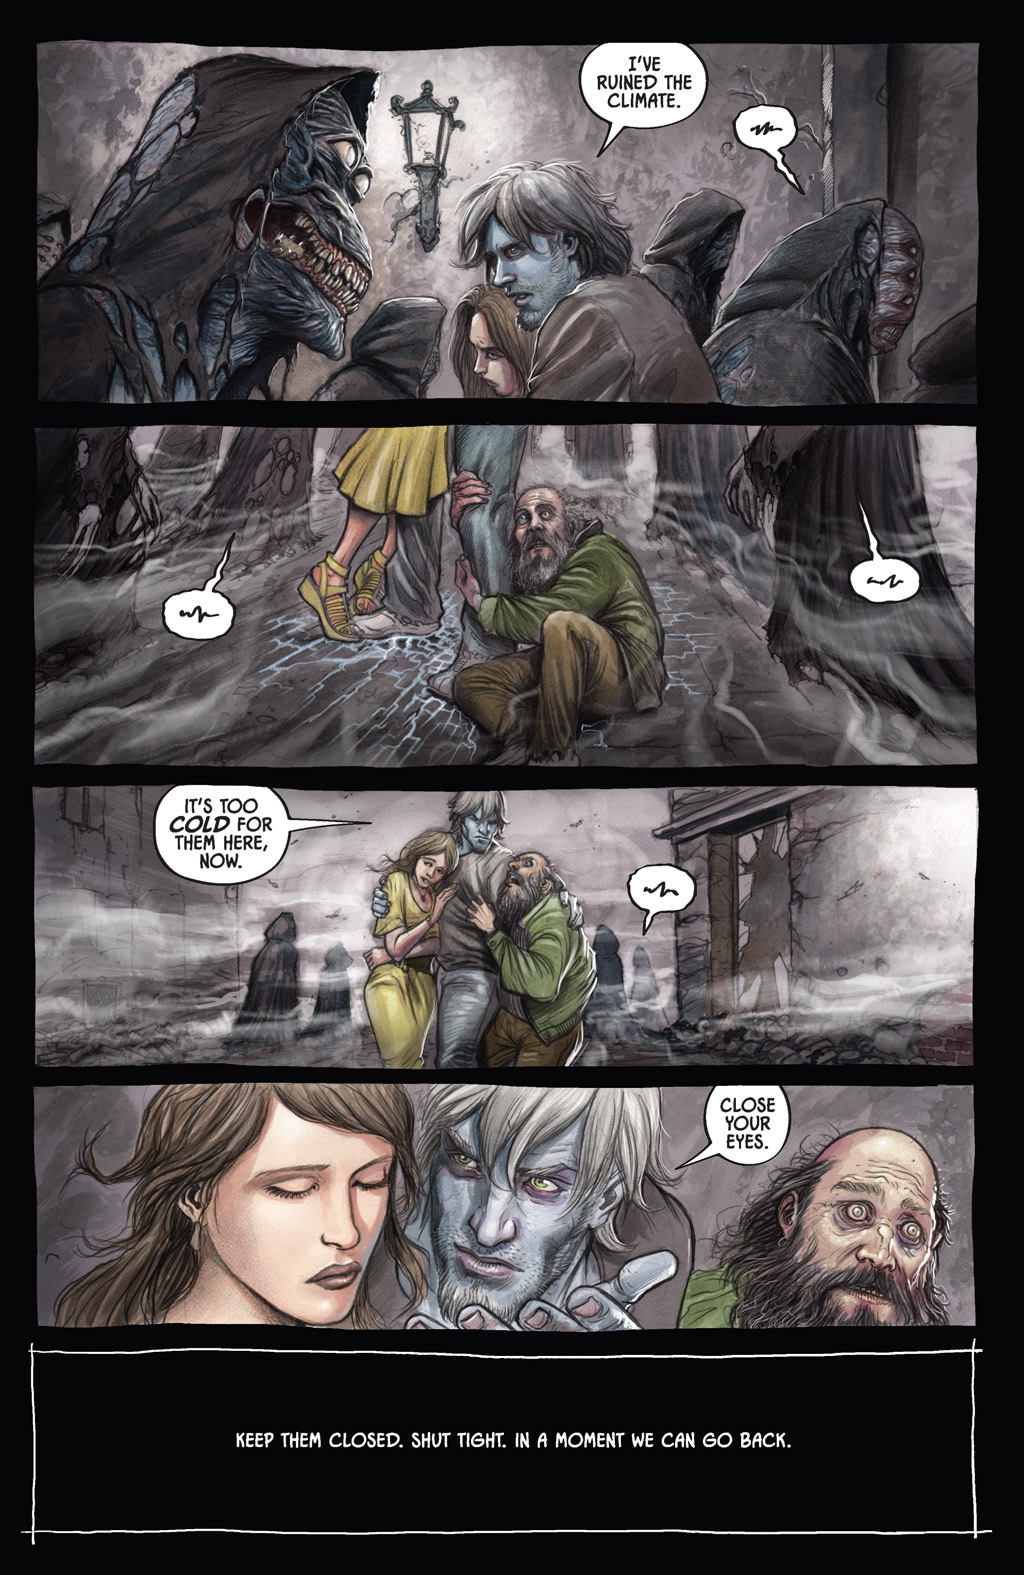 I'VE
RUINED THE
CLIMATE.
IT'S TOO
COLD FOR
THEM HERE,
NOW.
CLOSE
YOUR
EYES.
KEEP THEM CLOSED. SHUT TIGHT. IN A MOMENT WE CAN GO BACK.